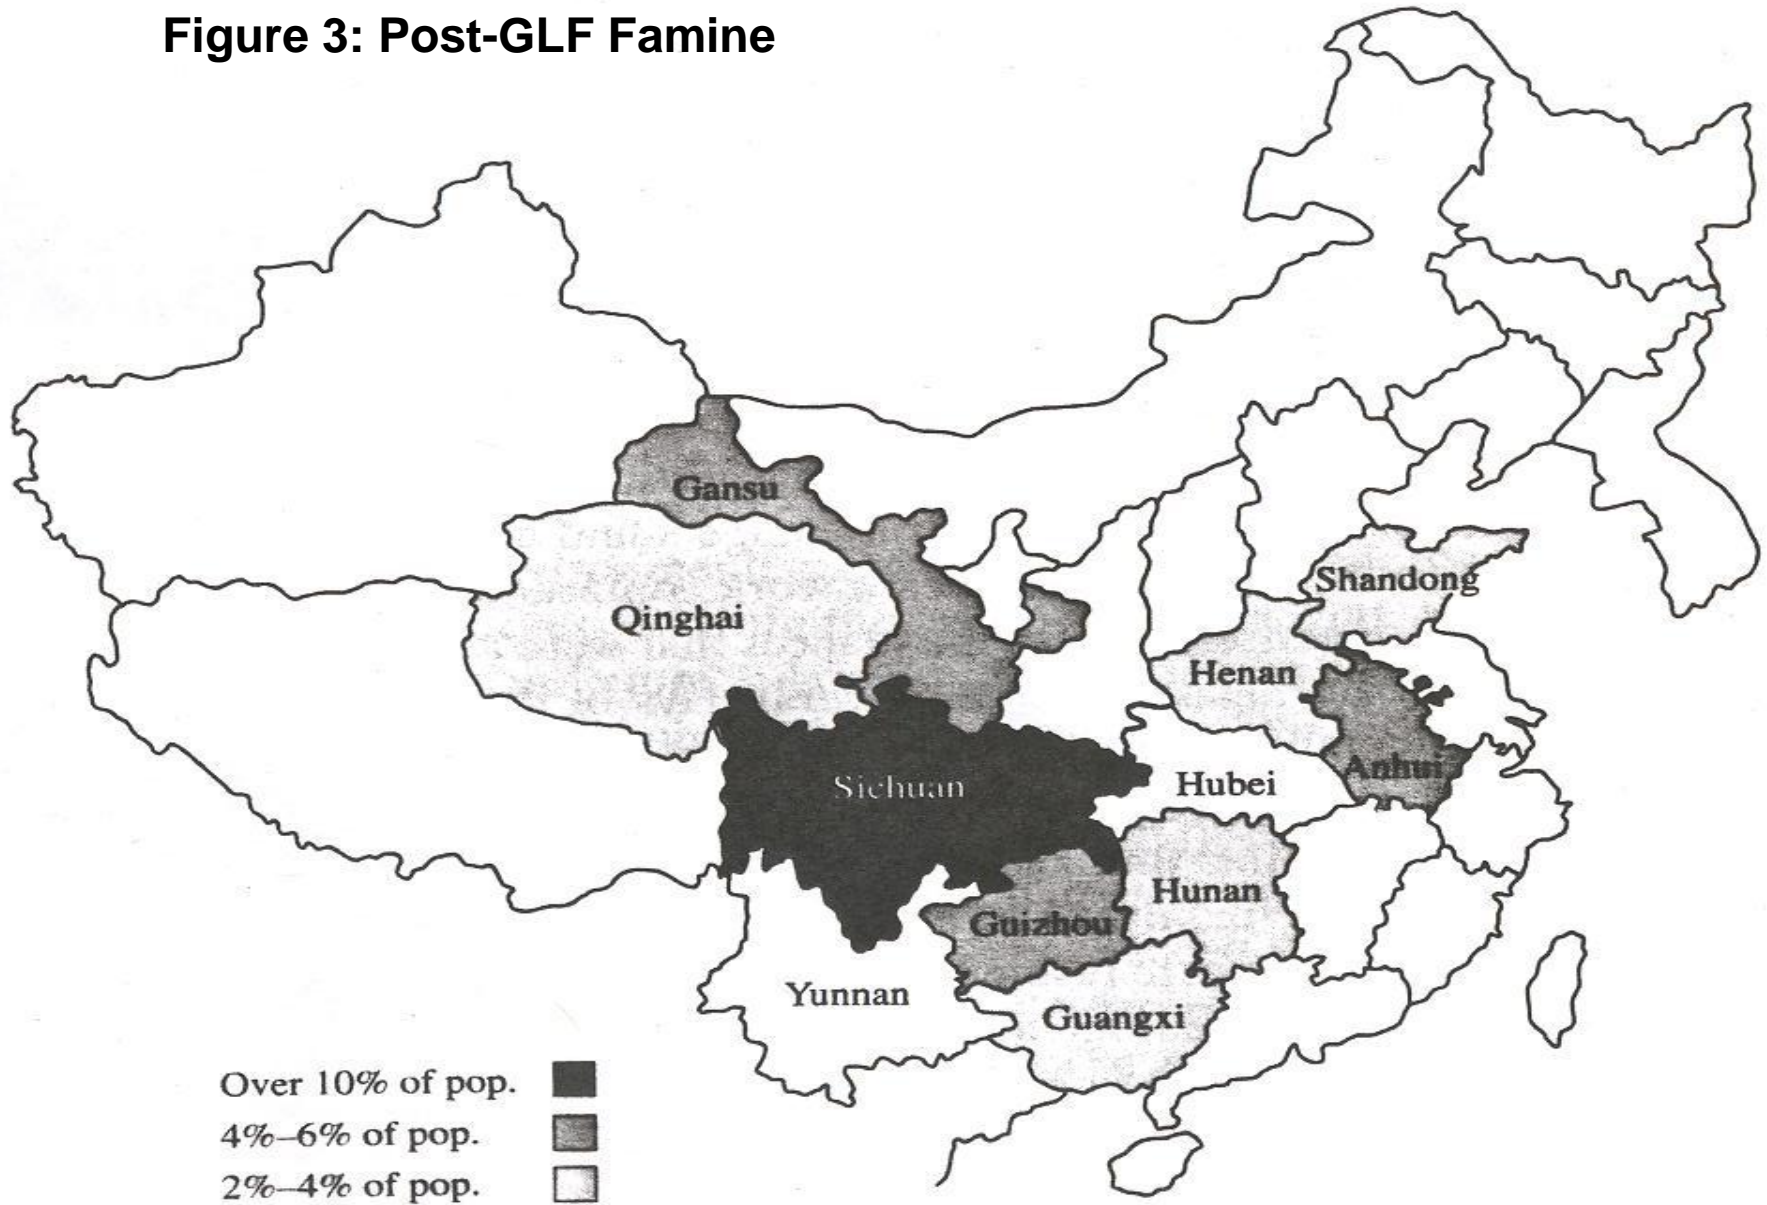 Figure 3: Post-GLF Famine
Gansu
Qinghai
Shandong
Henan
Sichuan
Hubei
Anhui
Hunan
Guizhou
Yunnan
Guangxi
Over 10% of pop.
4%–6% of pop.
2%–4% of pop.